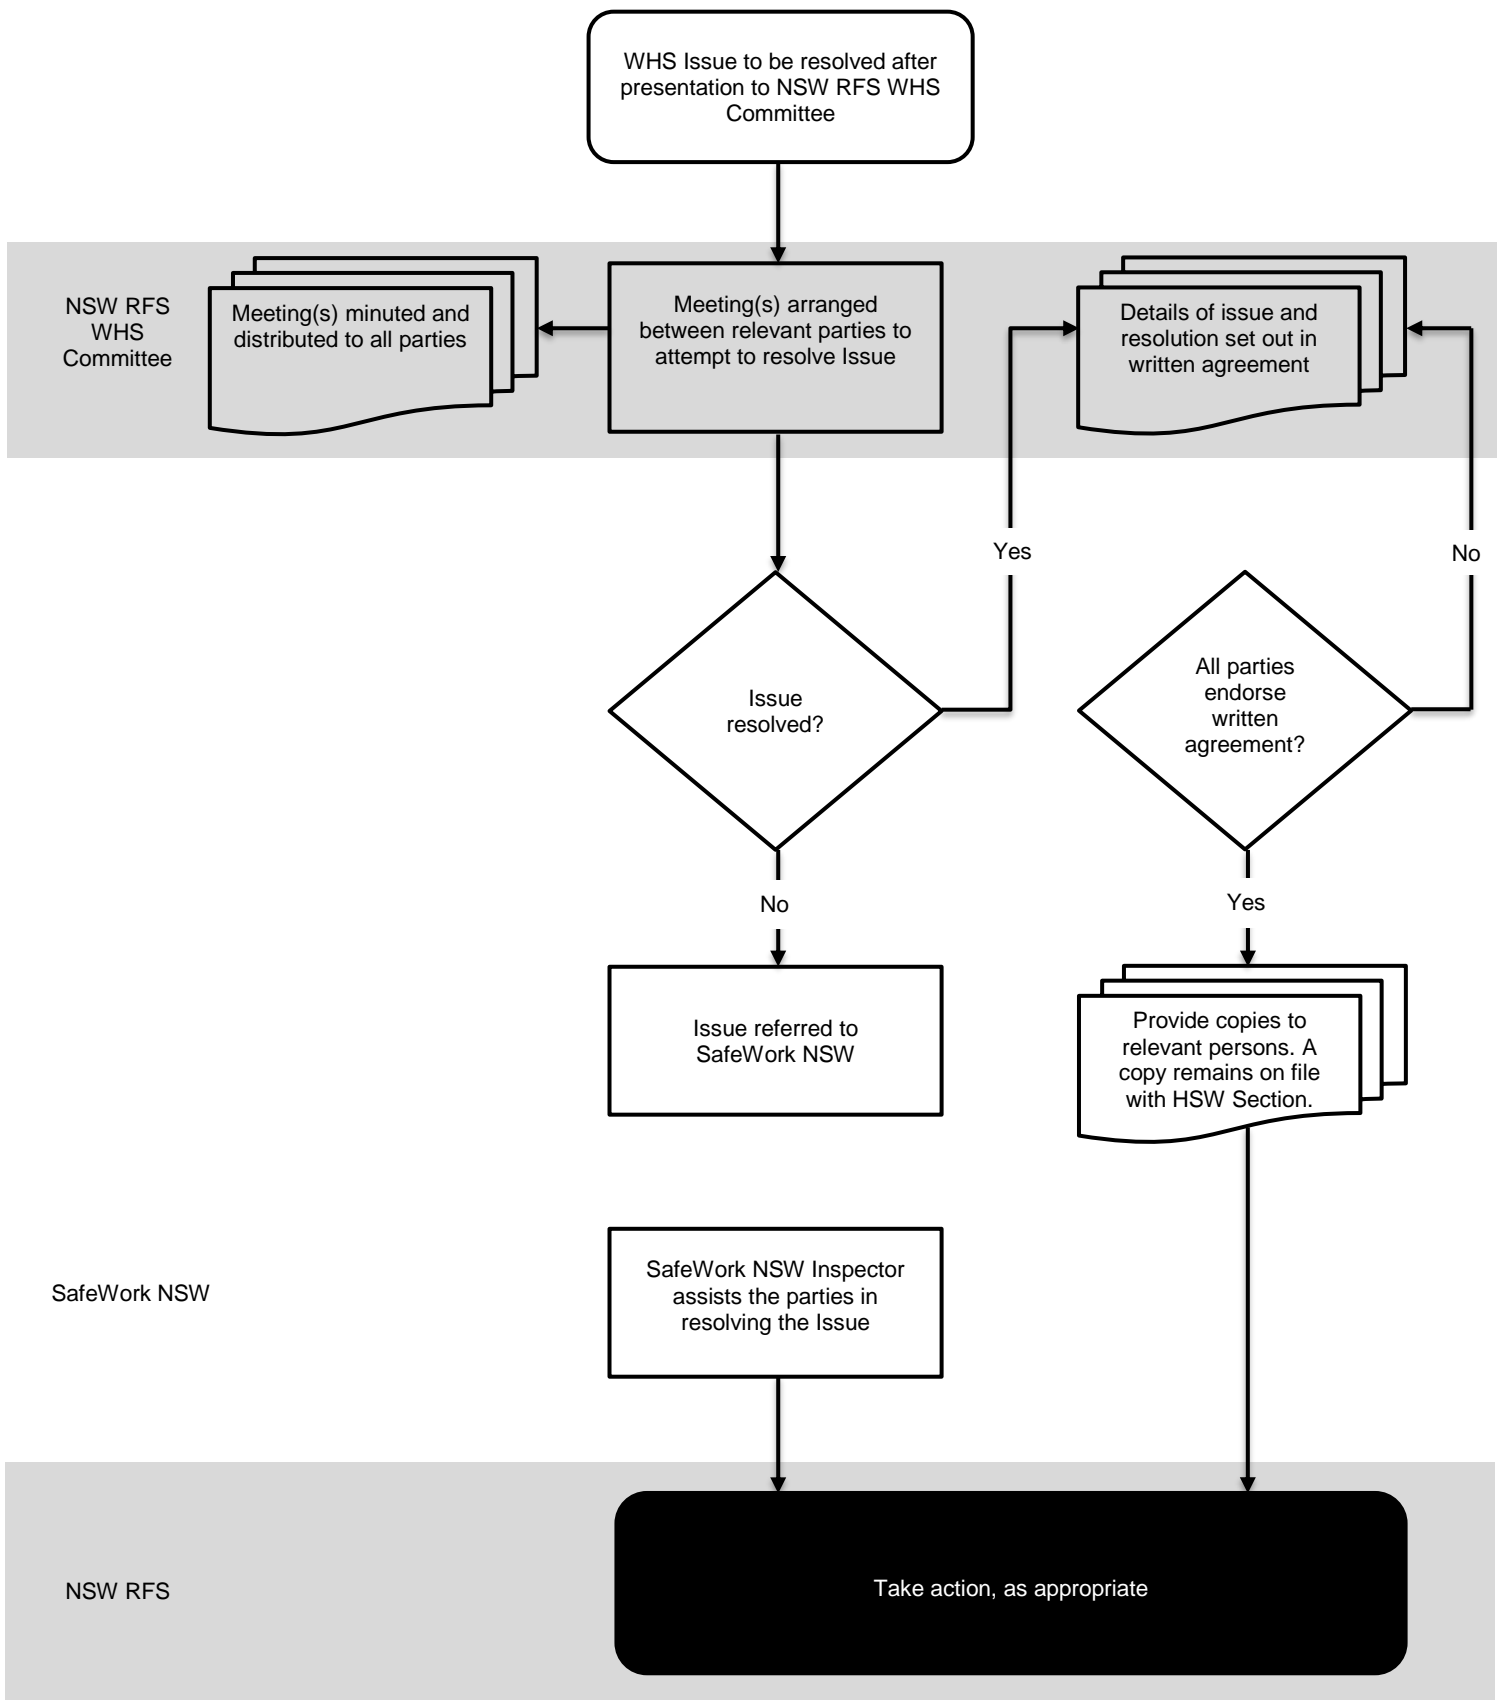 WHS Issue to be resolved after
presentation to NSW RFS WHS
Committee
NSW RFS
WHS
Committee
Meeting(s) minuted and
distributed to all parties
Meeting(s) arranged
between relevant parties to
attempt to resolve Issue
Details of issue and
resolution set out in
written agreement
Yes
No
Issue
resolved?
All parties
endorse
written
agreement?
No
Yes
Issue referred to
SafeWork NSW
Provide copies to
relevant persons. A
copy remains on file
with HSW Section.
SafeWork NSW
SafeWork NSW Inspector
assists the parties in
resolving the Issue
NSW RFS
Take action, as appropriate